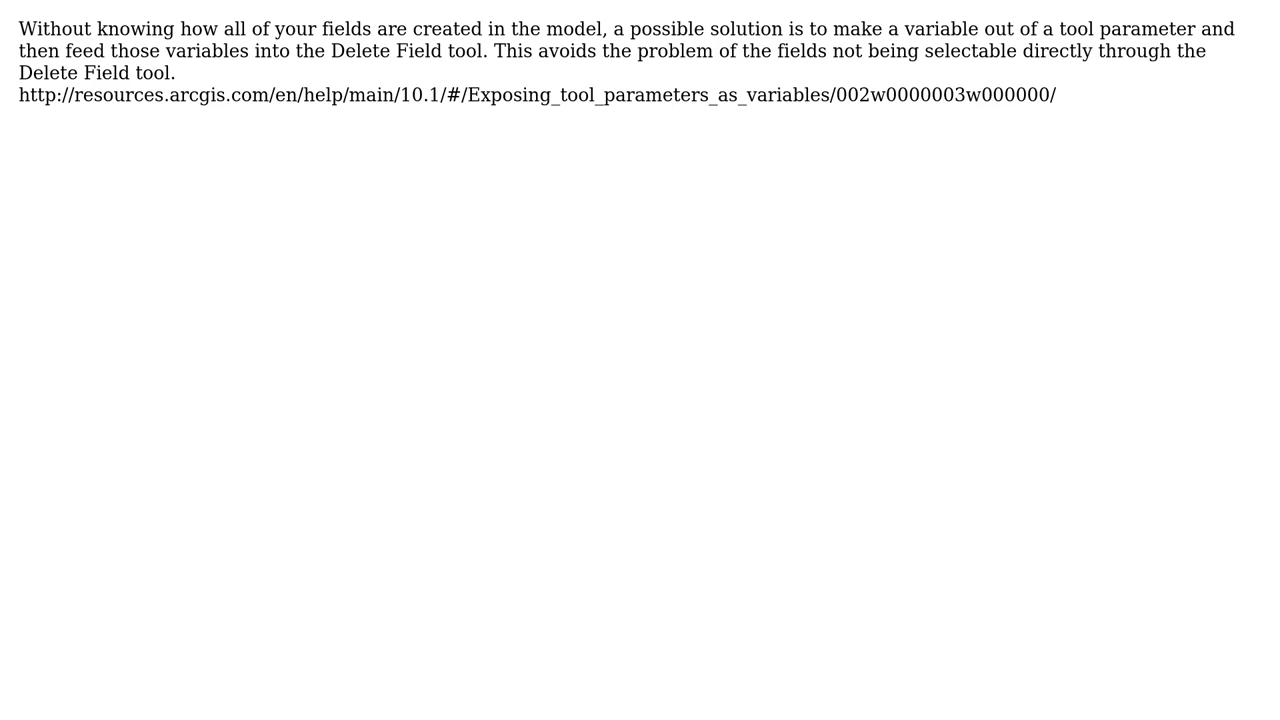 Without knowing how all of your fields are created in the model, a possible solution is to make a variable out of a tool parameter and
then feed those variables into the Delete Field tool. This avoids the problem of the fields not being selectable directly through the
Delete Field tool.
http://resources.arcgis.com/en/help/main/10.1/#/Exposing_tool_parameters_as_variables/002w0000003w000000/